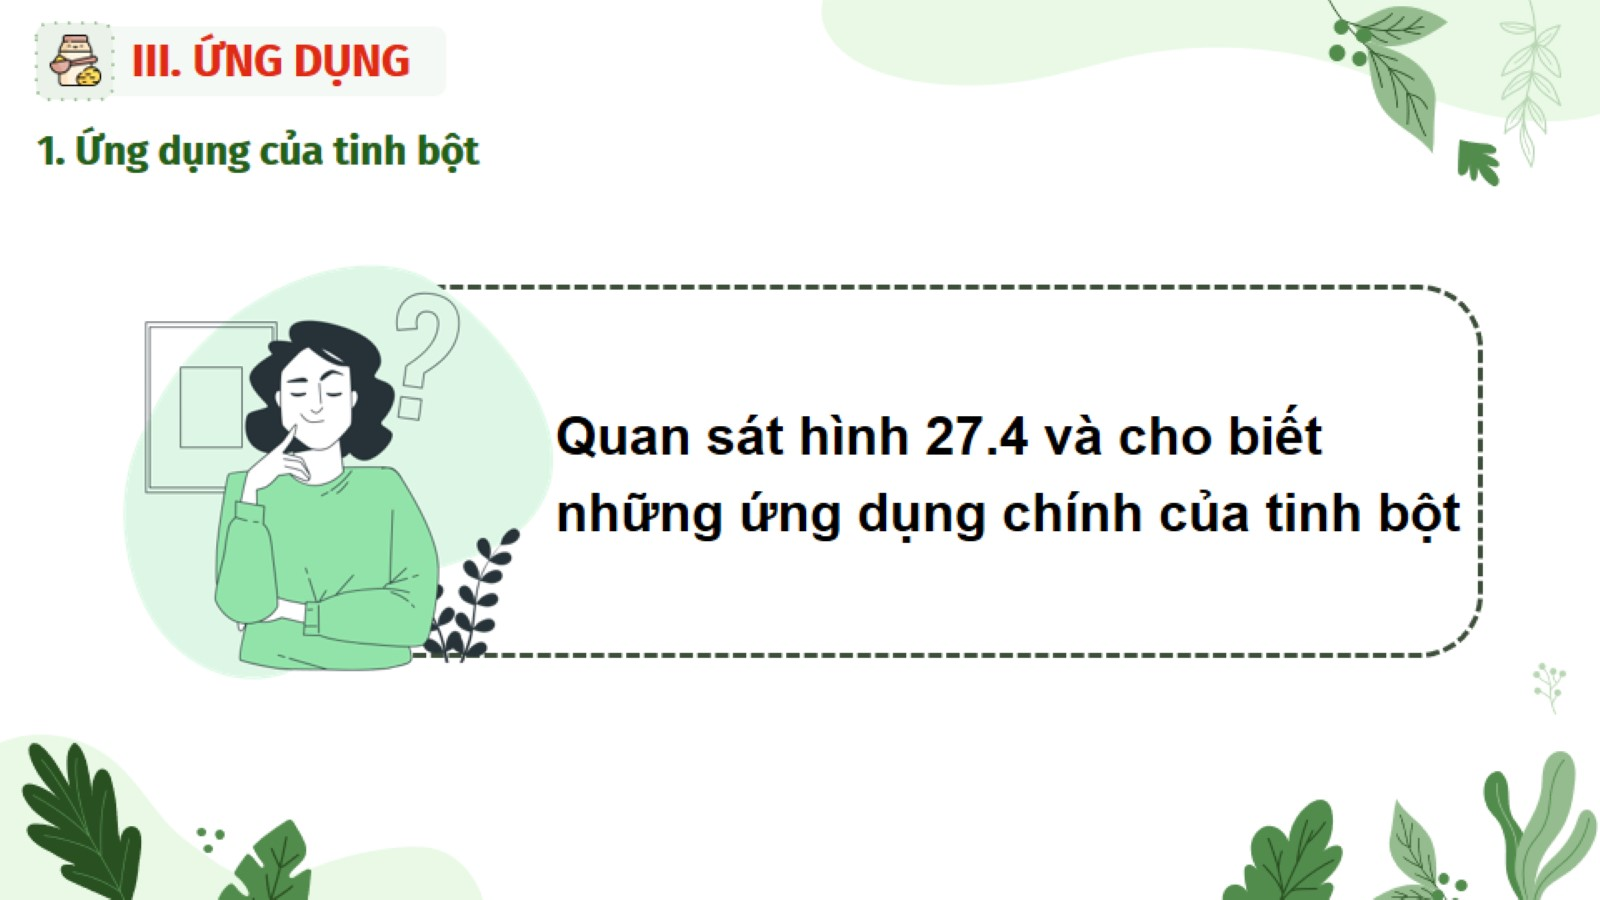 III. ỨNG DỤNG
1. Ứng dụng của tinh bột
?
Quan sát hình 27.4 và cho biết
những ứng dụng chính của tinh bột